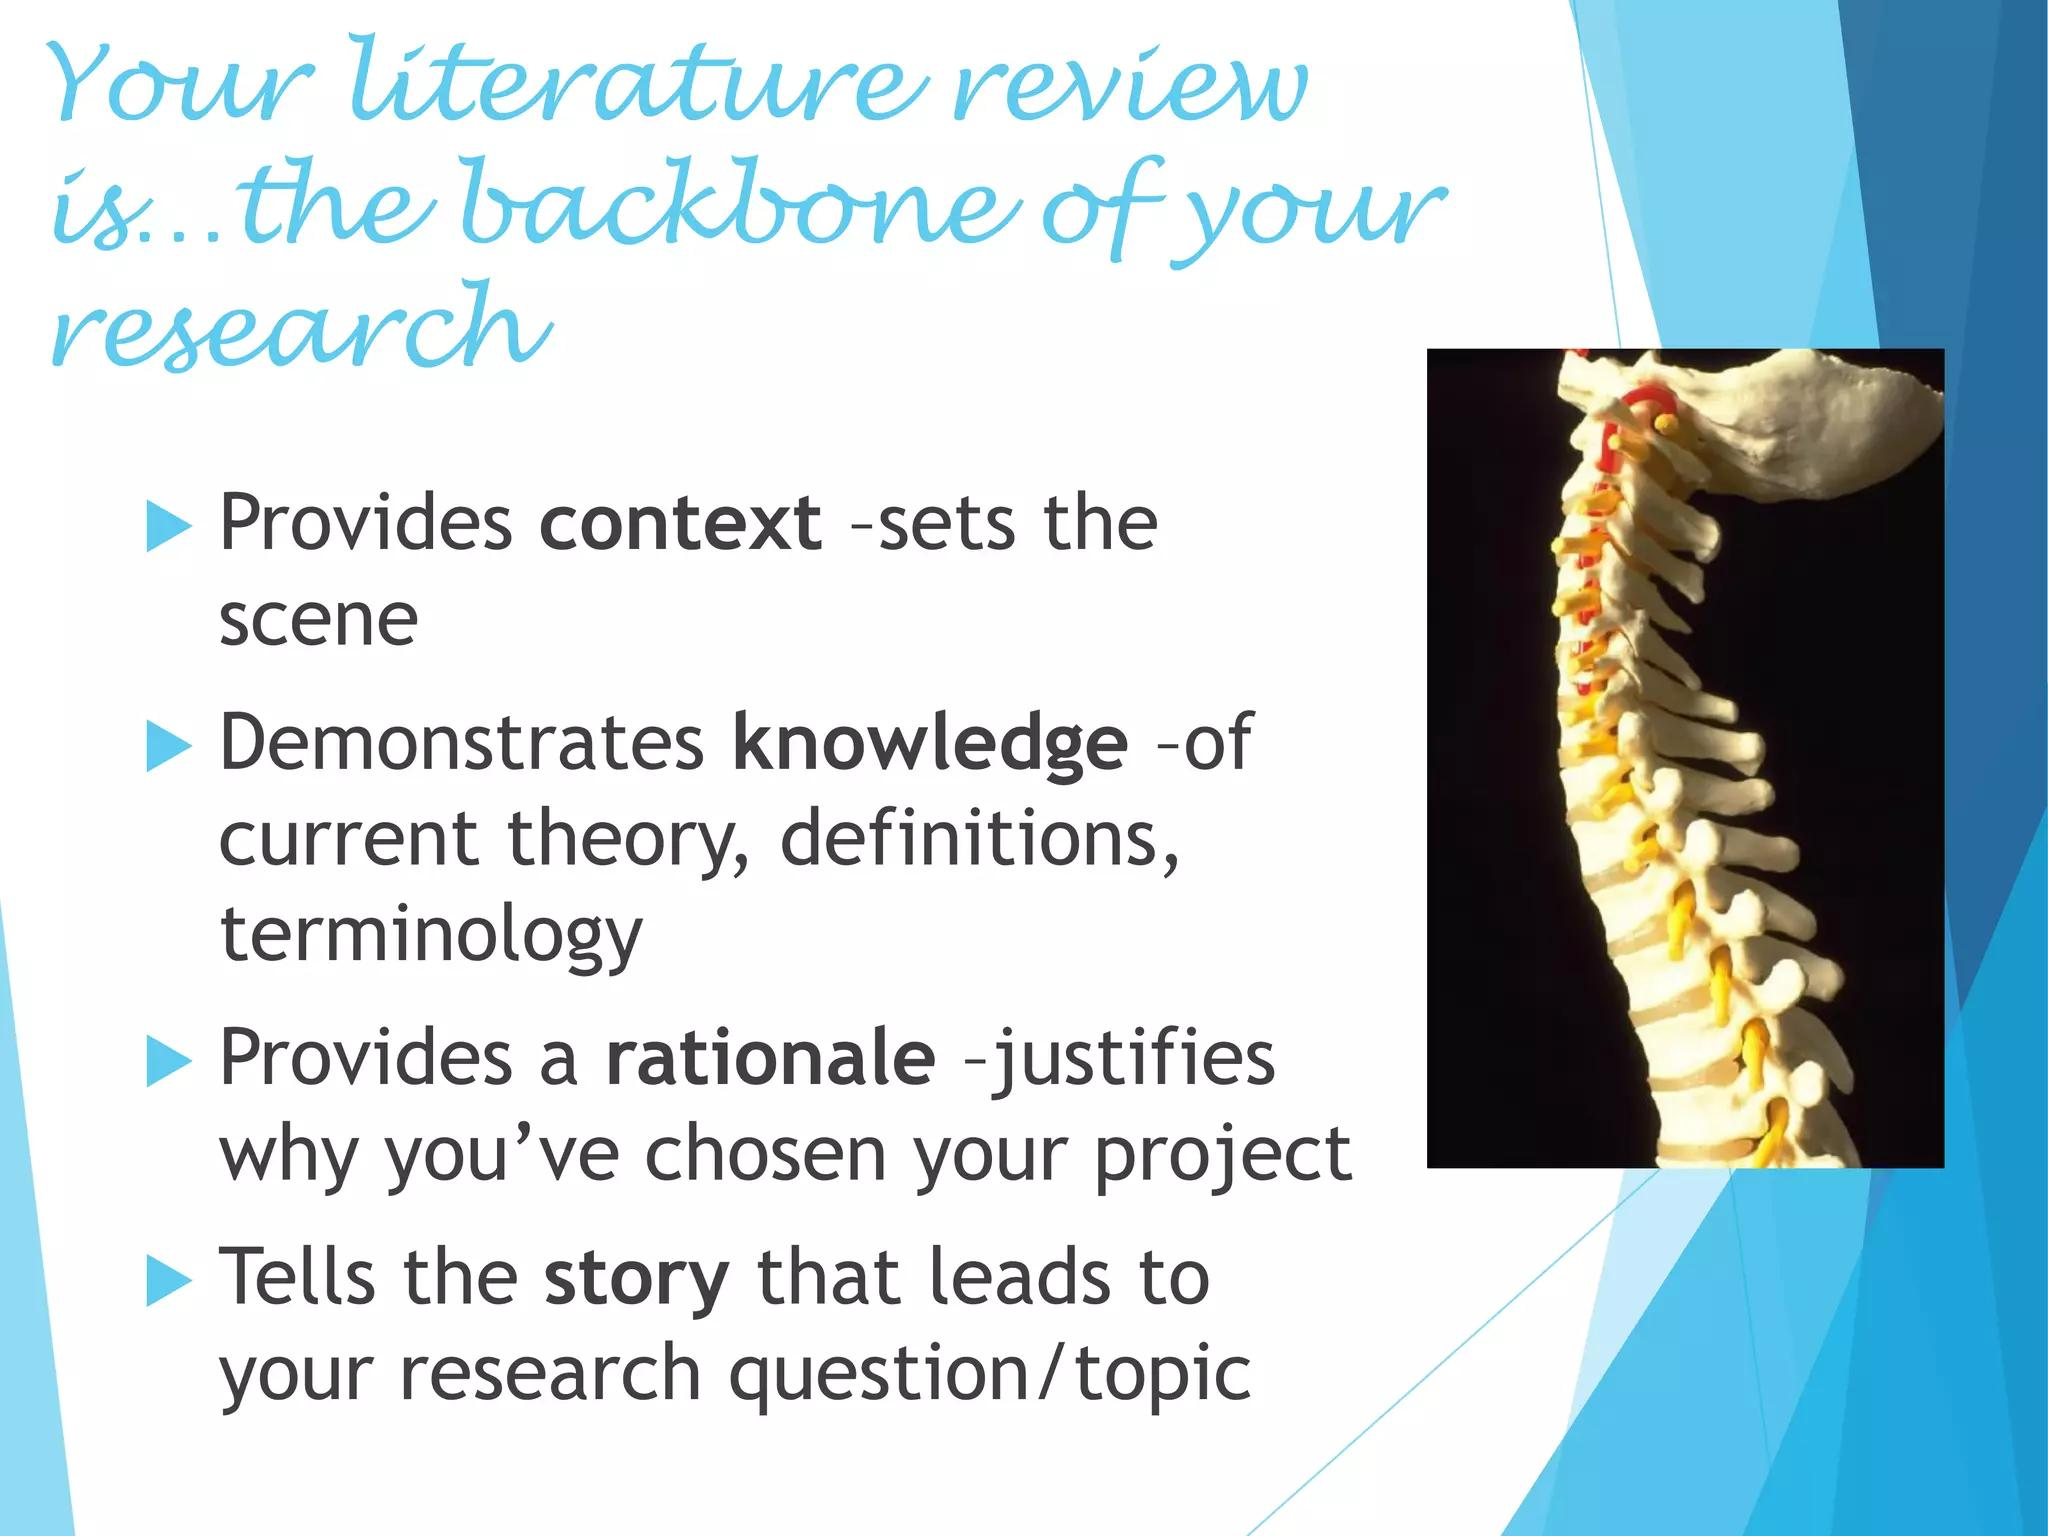 Your literature review
is...the backbone of your
research
Provides context –sets the
scene
Demonstrates knowledge –of
current theory, definitions,
terminology
Provides a rationale –justifies
why you’ve chosen your project
Tells the story that leads to
your research question/topic